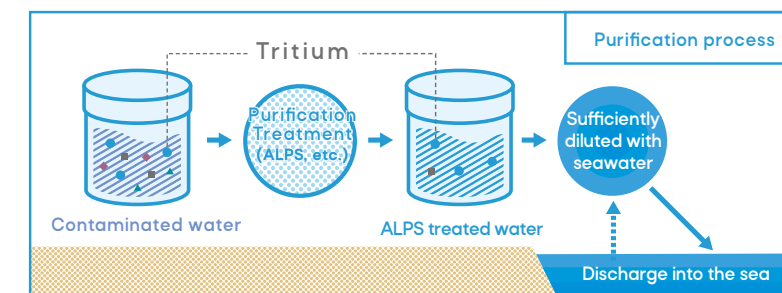 Purification process
Tritium
Purification
Treatment
(ALPS, etc.)
Sufficiently
diluted with
seawater
Contaminated water
ALPS treated water
Discharge into the sea